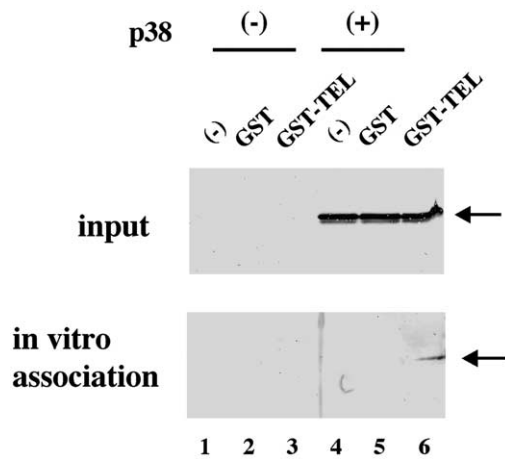 p38 (-) (+)
(-) GST GST-TEL (-) GST GST-TEL
input
in vitro
association
1 2 3 4 5 6